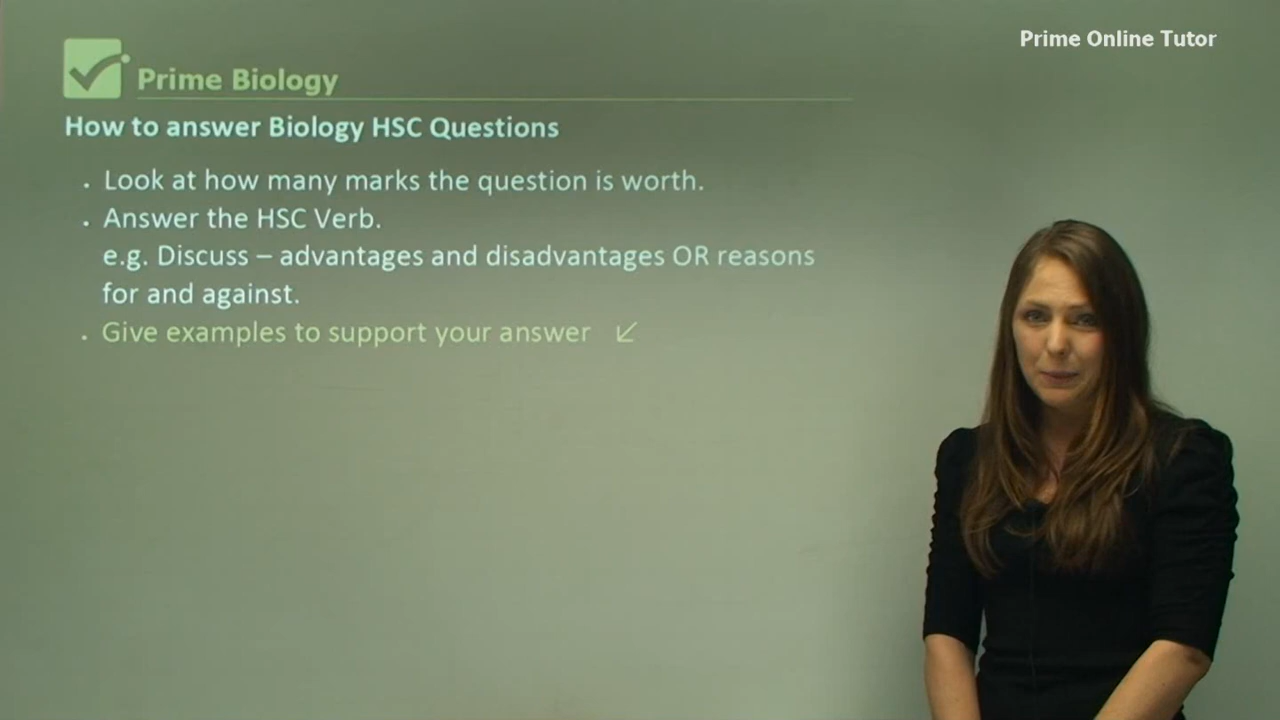 Prime Online Tutor
Prime Biology
How to answer Biology HSC Questions
. Look at how many marks the question is worth.
. Answer the HSC Verb.
e.g. Discuss – advantages and disadvantages OR reasons
for and against.
. Give examples to support your answer